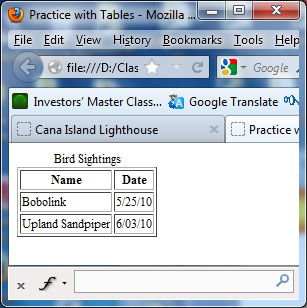 Practice with Tables - Mozilla ...
File Edit View History Bookmarks Tools Help
file:///D:/Clas Google
Investors' Master Class... Google Translate
Cana Island Lighthouse Practice w
Bird Sightings
Name Date
Bobolink 5/25/10
Upland Sandpiper 6/03/10